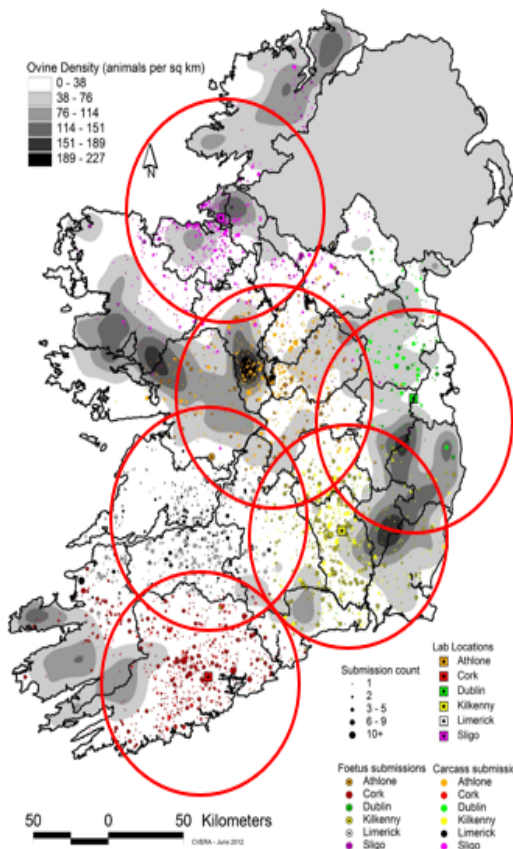 Ovine Density (animals per sq km)
0 - 38
38 - 76
76 - 114
114 - 151
151 - 189
189 - 227
N
Lab Locations
Athlone
Cork
Dublin
Kilkenny
Limerick
Sligo
Submission count
1
2
3 - 5
6 - 9
10+
Foetus submissions
Athlone
Cork
Dublin
Kilkenny
Limerick
Sligo
Carcass submission
Athlone
Cork
Dublin
Kilkenny
Limerick
Sligo
50 0 50 Kilometers
CVERA - June 2012